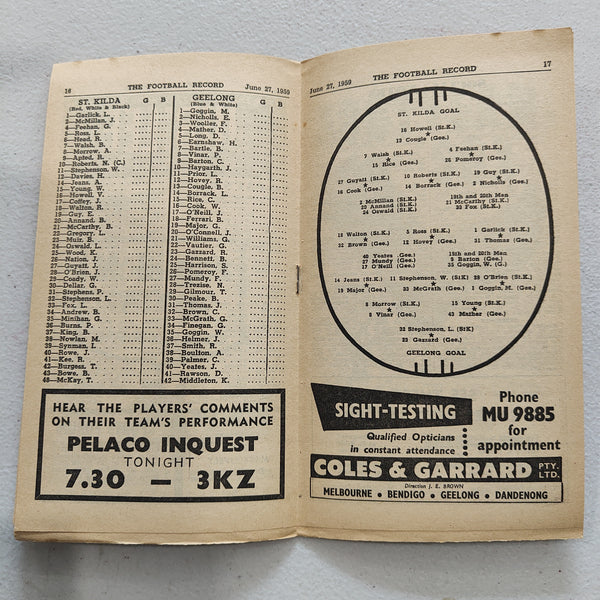 16 THE FOOTBALL RECORD June 27, 1959
ST. KILDA G B
(Red, White & Black)
1—Garlick, L.
2—McMillan, J.
4—Feehan, G.
5—Ross, L.
6—Head, R.
7—Walsh, B.
8—Morrow, A.
9—Apted, R.
10—Roberts, N. (C.)
11—Stephenson, W.
12—Davies, H.
14—Jeans, A.
15—Young, W.
16—Howell, V.
17—Coffey, J.
18—Walton, B.
19—Guy, E.
20—Annand, B.
21—McCarthy, B.
22—Gregory, L.
23—Muir, B.
24—Oswald, B.
25—Wood, K.
26—Nation, J.
27—Guyatt, J.
28—O'Brien, J.
29—Coady, W.
30—Dellar, G.
31—Stephens, P.
32—Stephenson, L.
33—Fox, L.
34—Andrew, B.
35—Minihan, G.
36—Burns, P.
37—King, B.
38—Nowlan, M.
39—Synman, L.
40—Rowe, J.
41—Kee, R.
42—Burgess, T.
43—Bowe, B.
48—McKay, T.
GEELONG G B
(Blue & White)
1—Goggin, M.
2—Nicholls, E.
3—Wooller, F.
4—Mather, D.
5—Long, D.
6—Earnshaw, H.
7—Bartle, B.
8—Vinar, P.
9—Barton, C.
10—Haygarth, J.
11—Prior, L.
12—Hovey, R.
13—Cougle, B.
14—Borrack, L.
15—Rice, C.
16—Cook, W.
17—O'Neill, J.
18—Ferrari, B.
19—Major, G.
20—O'Connell, J.
21—Williams, G.
22—Vautier, G.
23—Gazzard, R.
24—Bennett, B.
25—Harrison, S.
26—Pomeroy, F.
27—Mundy, F.
28—Trezise, N.
29—Gilmour, T.
30—Peake, B.
31—Thomas, J.
32—Brown, C.
33—McGrath, G.
34—Finegan, G.
35—Goggin, W.
36—Helmer, J.
37—Smith, R.
38—Boulton, A.
39—Palmer, C.
40—Yeates, J.
41—Rawson, D.
42—Middleton, K.
HEAR THE PLAYERS' COMMENTS
ON THEIR TEAM'S PERFORMANCE
PELACO INQUEST
TONIGHT
7.30 — 3KZ
June 27, 1959 THE FOOTBALL RECORD 17
ST. KILDA GOAL
16 Howell (St.K.)
13 Cougle (Gee.)
7 Walsh (St.K.) 4 Feehan (St.K.)
15 Rice (Gee.) 26 Pomeroy (Gee.)
27 Guyatt (St.K.) 10 Roberts (St.K.) 19 Guy (St.K.)
16 Cook (Gee.) 14 Borrack (Gee.) 2 Nicholls (Gee.)
2 McMillan (St.K.) 19th and 20th Men
20 Annand (St.K.) 21 McCarthy (St.K.)
24 Oswald (St.K.) 33 Fox (St.K.)
18 Walton (St.K.) 5 Ross (St.K.) 1 Garlick (St.K.)
32 Brown (Gee.) 12 Hovey (Gee.) 31 Thomas (Gee.)
40 Yeates (Gee.) 19th and 20th Men
27 Mundy (Gee.) 9 Barton (Gee.)
17 O'Neill (Gee.) 35 Goggin, W. (G.)
14 Jeans (St.K.) 11 Stephenson, W. (St.K.) 28 O'Brien (St.K.)
19 Major (Gee.) 33 McGrath (Gee.) 1 Goggin, M. (Gee.)
8 Morrow (St.K.) 15 Young (St.K.)
8 Vinar (Gee.) 4 Mather (Gee.)
32 Stephenson, L. (StK)
23 Gazzard (Gee.)
GEELONG GOAL
SIGHT-TESTING
Qualified Opticians
in constant attendance
Phone
MU 9885
for
appointment
COLES & GARRARD PTY. LTD.
Direction J. E. BROWN
MELBOURNE • BENDIGO • GEELONG • DANDENONG